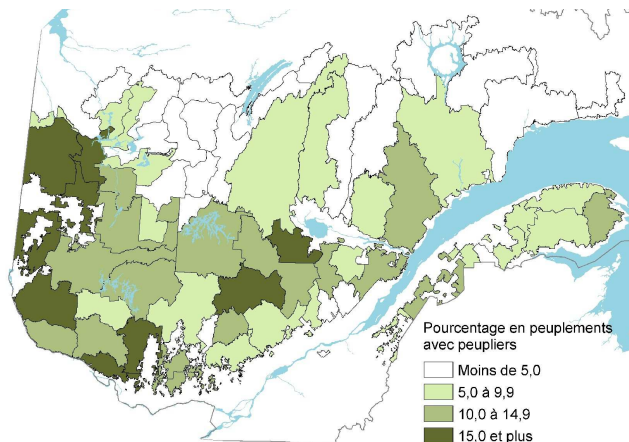 Pourcentage en peuplements
avec peupliers
Moins de 5,0
5,0 à 9,9
10,0 à 14,9
15,0 et plus